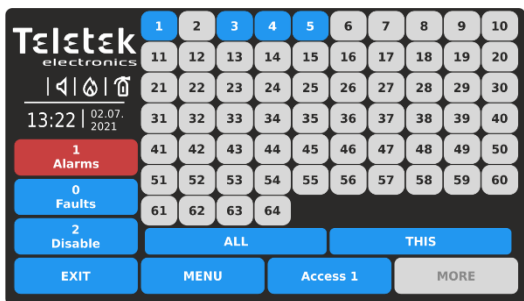 Teletek
electronics
13:22
02.07.
2021
1
Alarms
0
Faults
2
Disable
EXIT
1 2 3 4 5 6 7 8 9 10
11 12 13 14 15 16 17 18 19 20
21 22 23 24 25 26 27 28 29 30
31 32 33 34 35 36 37 38 39 40
41 42 43 44 45 46 47 48 49 50
51 52 53 54 55 56 57 58 59 60
61 62 63 64
ALL THIS
MENU Access 1 MORE